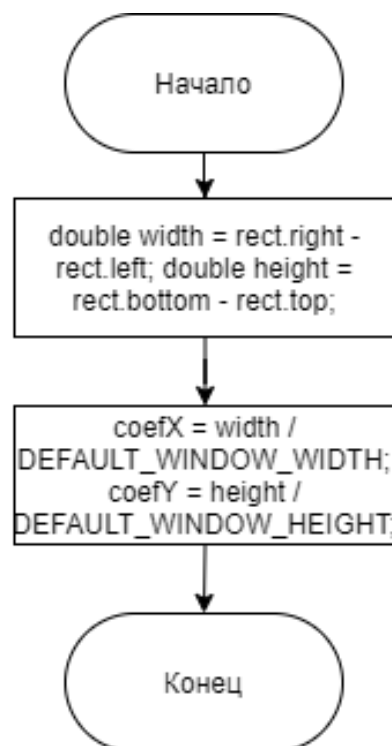 Начало
double width = rect.right -
rect.left; double height =
rect.bottom - rect.top;
coefX = width /
DEFAULT_WINDOW_WIDTH;
coefY = height /
DEFAULT_WINDOW_HEIGHT;
Конец